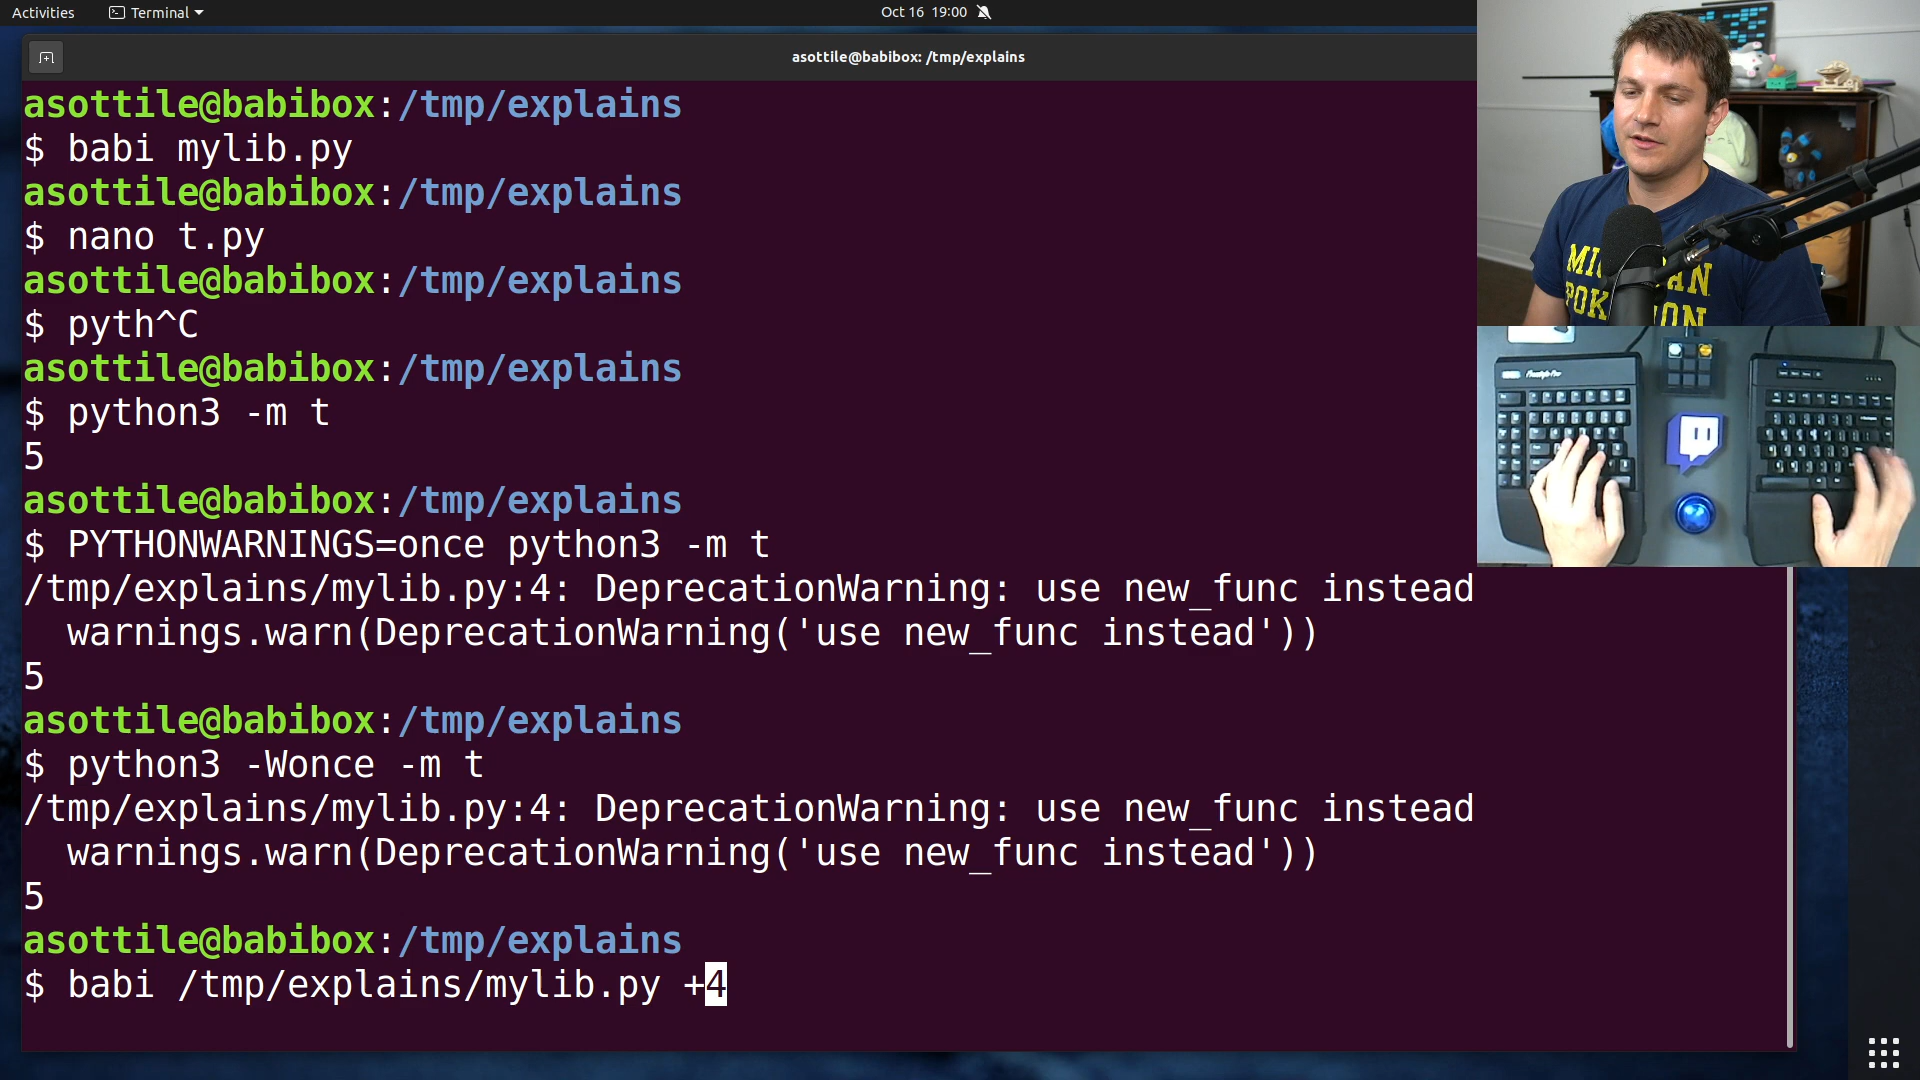 Activities
Terminal
Oct 16 19:00
asottile@babibox: /tmp/explains
asottile@babibox:/tmp/explains
$ babi mylib.py
asottile@babibox:/tmp/explains
$ nano t.py
asottile@babibox:/tmp/explains
$ pyth^C
asottile@babibox:/tmp/explains
$ python3 -m t
5
asottile@babibox:/tmp/explains
$ PYTHONWARNINGS=once python3 -m t
/tmp/explains/mylib.py:4: DeprecationWarning: use new_func instead
  warnings.warn(DeprecationWarning('use new_func instead'))
5
asottile@babibox:/tmp/explains
$ python3 -Wonce -m t
/tmp/explains/mylib.py:4: DeprecationWarning: use new_func instead
  warnings.warn(DeprecationWarning('use new_func instead'))
5
asottile@babibox:/tmp/explains
$ babi /tmp/explains/mylib.py +4